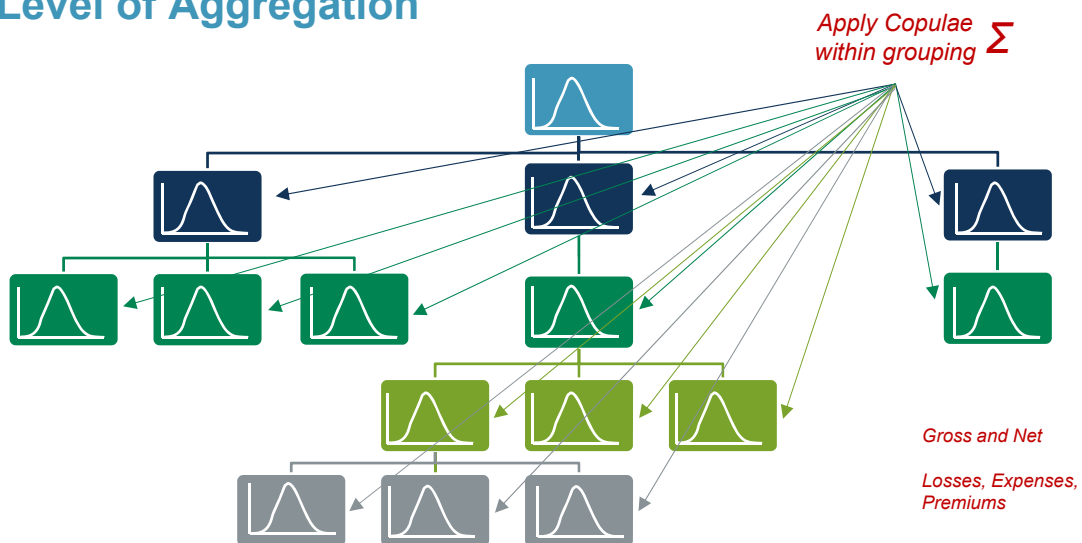 Level of Aggregation
Apply Copulae
within grouping Σ
Gross and Net
Losses, Expenses,
Premiums